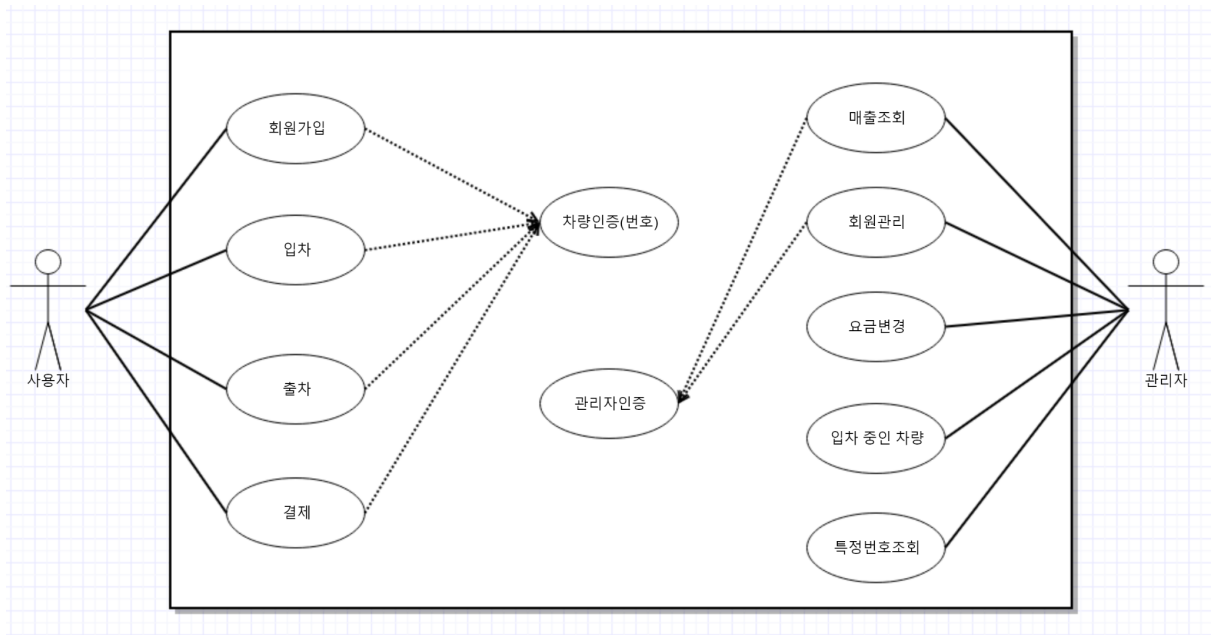 회원가입
입차
출차
결제
사용자
차량인증(번호)
관리자인증
매출조회
회원관리
요금변경
입차 중인 차량
특정번호조회
관리자